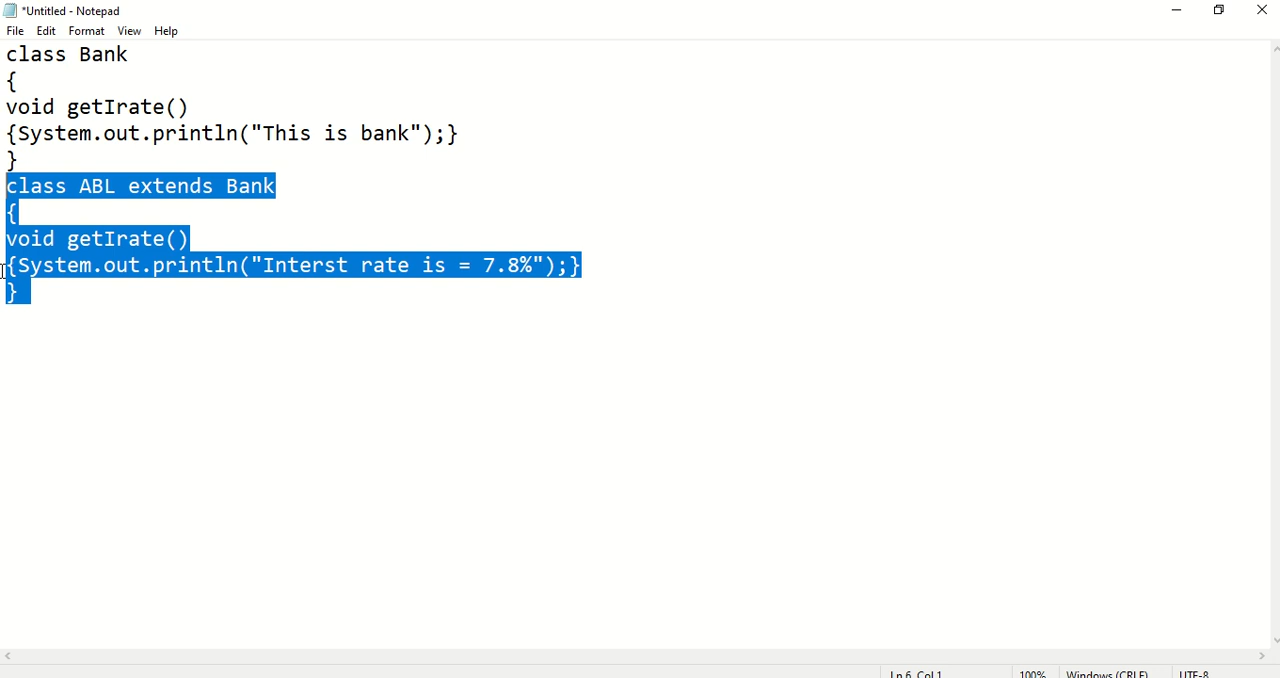 *Untitled - Notepad
File Edit Format View Help
class Bank
{
void getIrate()
{System.out.println("This is bank");}
}
class ABL extends Bank
{
void getIrate()
{System.out.println("Interst rate is = 7.8%");}
}
Ln 6, Col 1 100% Windows (CRLF) UTF-8